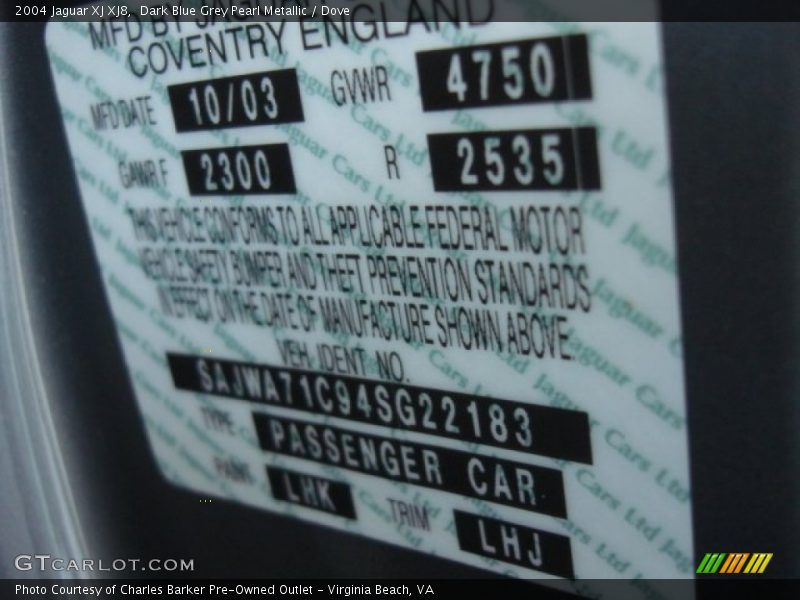 2004 Jaguar XJ XJ8, Dark Blue Grey Pearl Metallic / Dove
MFD BY JAGUAR
COVENTRY ENGLAND
MFD DATE 10/03 GVWR 4750
GAWR F 2300 R 2535
THIS VEHICLE CONFORMS TO ALL APPLICABLE FEDERAL MOTOR
VEHICLE SAFETY BUMPER AND THEFT PREVENTION STANDARDS
IN EFFECT ON THE DATE OF MANUFACTURE SHOWN ABOVE.
VEH. IDENT. NO.
SAJWA71C94SG22183
TYPE PASSENGER CAR
PAINT LHK TRIM LHJ
GTCARLOT.COM
Photo Courtesy of Charles Barker Pre-Owned Outlet - Virginia Beach, VA